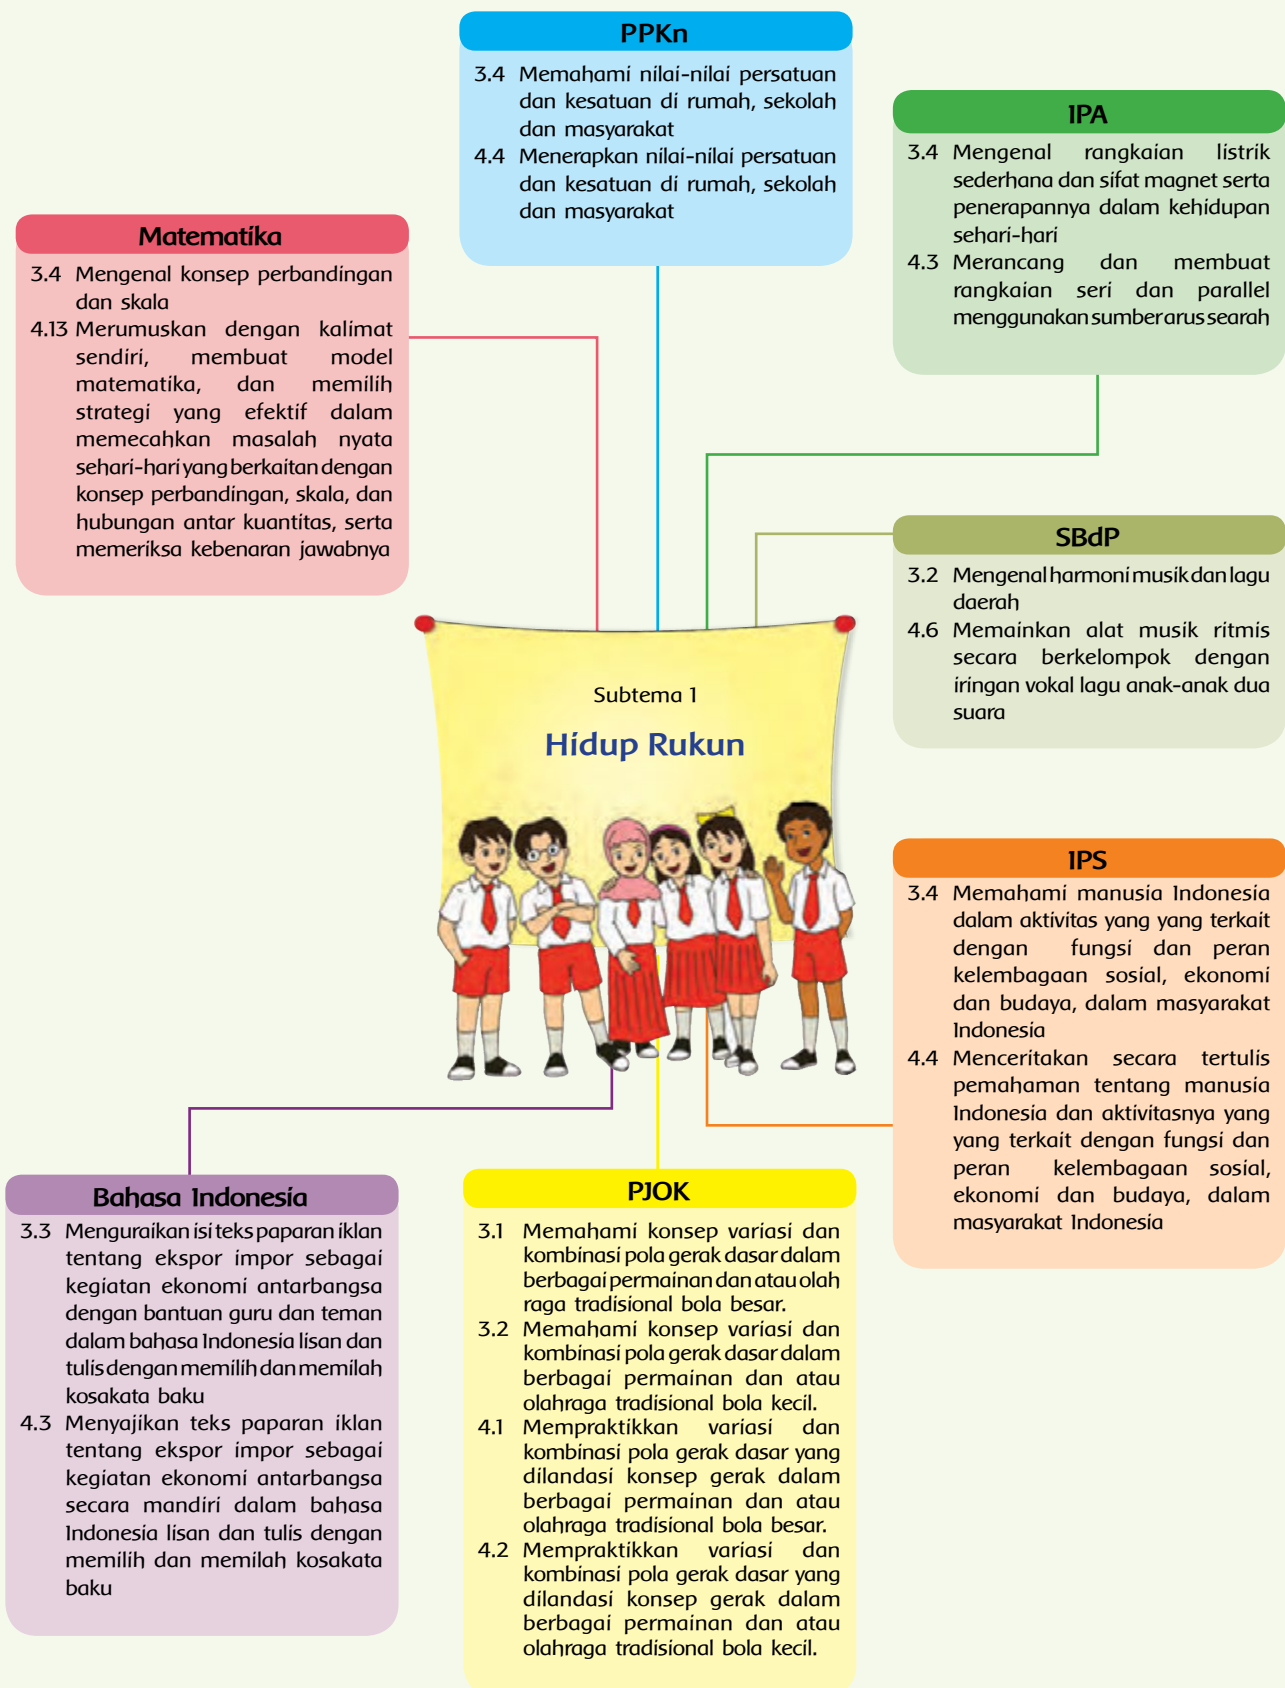 PPKn
3.4 Memahami nilai-nilai persatuan
dan kesatuan di rumah, sekolah
dan masyarakat
4.4 Menerapkan nilai-nilai persatuan
dan kesatuan di rumah, sekolah
dan masyarakat
IPA
3.4 Mengenal rangkaian listrik
sederhana dan sifat magnet serta
penerapannya dalam kehidupan
sehari-hari
4.3 Merancang dan membuat
rangkaian seri dan parallel
menggunakan sumber arus searah
Matematika
3.4 Mengenal konsep perbandingan
dan skala
4.13 Merumuskan dengan kalimat
sendiri, membuat model
matematika, dan memilih
strategi yang efektif dalam
memecahkan masalah nyata
sehari-hari yang berkaitan dengan
konsep perbandingan, skala, dan
hubungan antar kuantitas, serta
memeriksa kebenaran jawabnya
SBdP
3.2 Mengenal harmoni musik dan lagu
daerah
4.6 Memainkan alat musik ritmis
secara berkelompok dengan
iringan vokal lagu anak-anak dua
suara
Subtema 1
Hidup Rukun
IPS
3.4 Memahami manusia Indonesia
dalam aktivitas yang yang terkait
dengan fungsi dan peran
kelembagaan sosial, ekonomi
dan budaya, dalam masyarakat
Indonesia
4.4 Menceritakan secara tertulis
pemahaman tentang manusia
Indonesia dan aktivitasnya yang
yang terkait dengan fungsi dan
peran kelembagaan sosial,
ekonomi dan budaya, dalam
masyarakat Indonesia
Bahasa Indonesia
3.3 Menguraikan isi teks paparan iklan
tentang ekspor impor sebagai
kegiatan ekonomi antarbangsa
dengan bantuan guru dan teman
dalam bahasa Indonesia lisan dan
tulis dengan memilih dan memilah
kosakata baku
4.3 Menyajikan teks paparan iklan
tentang ekspor impor sebagai
kegiatan ekonomi antarbangsa
secara mandiri dalam bahasa
Indonesia lisan dan tulis dengan
memilih dan memilah kosakata
baku
PJOK
3.1 Memahami konsep variasi dan
kombinasi pola gerak dasar dalam
berbagai permainan dan atau olah
raga tradisional bola besar.
3.2 Memahami konsep variasi dan
kombinasi pola gerak dasar dalam
berbagai permainan dan atau
olahraga tradisional bola kecil.
4.1 Mempraktikkan variasi dan
kombinasi pola gerak dasar yang
dilandasi konsep gerak dalam
berbagai permainan dan atau
olahraga tradisional bola besar.
4.2 Mempraktikkan variasi dan
kombinasi pola gerak dasar yang
dilandasi konsep gerak dalam
berbagai permainan dan atau
olahraga tradisional bola kecil.